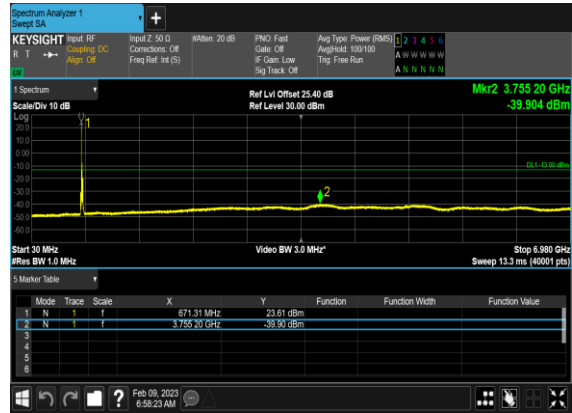 Spectrum Analyzer 1
Swept SA
+
KEYSIGHT Input: RF Input Z: 50 Ω #Atten: 20 dB PNO: Fast Avg Type: Power (RMS) 1 2 3 4 5 6
R T Coupling: DC Corrections: Off Gate: Off Avg|Hold: 100/100 A W W W W W
Align: Off Freq Ref: Int (S) IF Gain: Low Trig: Free Run
Sig Track: Off A N N N N N
1 Spectrum Ref Lvl Offset 25.40 dB Mkr2 3.755 20 GHz
Scale/Div 10 dB Ref Level 30.00 dBm -39.904 dBm
Log
20.0 1
10.0
0.00
-10.0 DL1 -13.00 dBm
-20.0
-30.0 2
-40.0
-50.0
-60.0
Start 30 MHz Video BW 3.0 MHz* Stop 6.980 GHz
#Res BW 1.0 MHz Sweep 13.3 ms (40001 pts)
5 Marker Table
Mode Trace Scale X Y Function Function Width Function Value
1 N 1 f 671.31 MHz 23.61 dBm
2 N 1 f 3.755 20 GHz -39.90 dBm
3
4
5
6
? Feb 09, 2023
6:58:23 AM